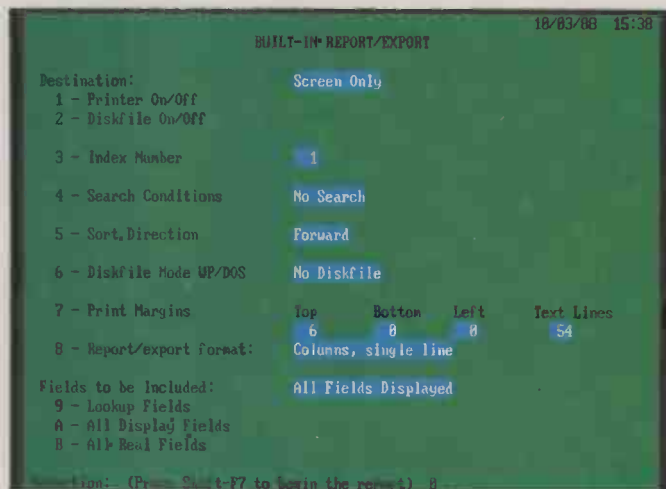 10/03/88 15:38
BUILT-IN REPORT/EXPORT
Destination: Screen Only
1 - Printer On/Off
2 - Diskfile On/Off
3 - Index Number 1
4 - Search Conditions No Search
5 - Sort, Direction Forward
6 - Diskfile Mode WP/DOS No Diskfile
7 - Print Margins Top Bottom Left Text Lines
6 0 0 54
8 - Report/export format: Columns, single line
Fields to be Included: All Fields Displayed
9 - Lookup Fields
A - All Display Fields
B - All Real Fields
(Press Shift-F7 to begin the report) 0